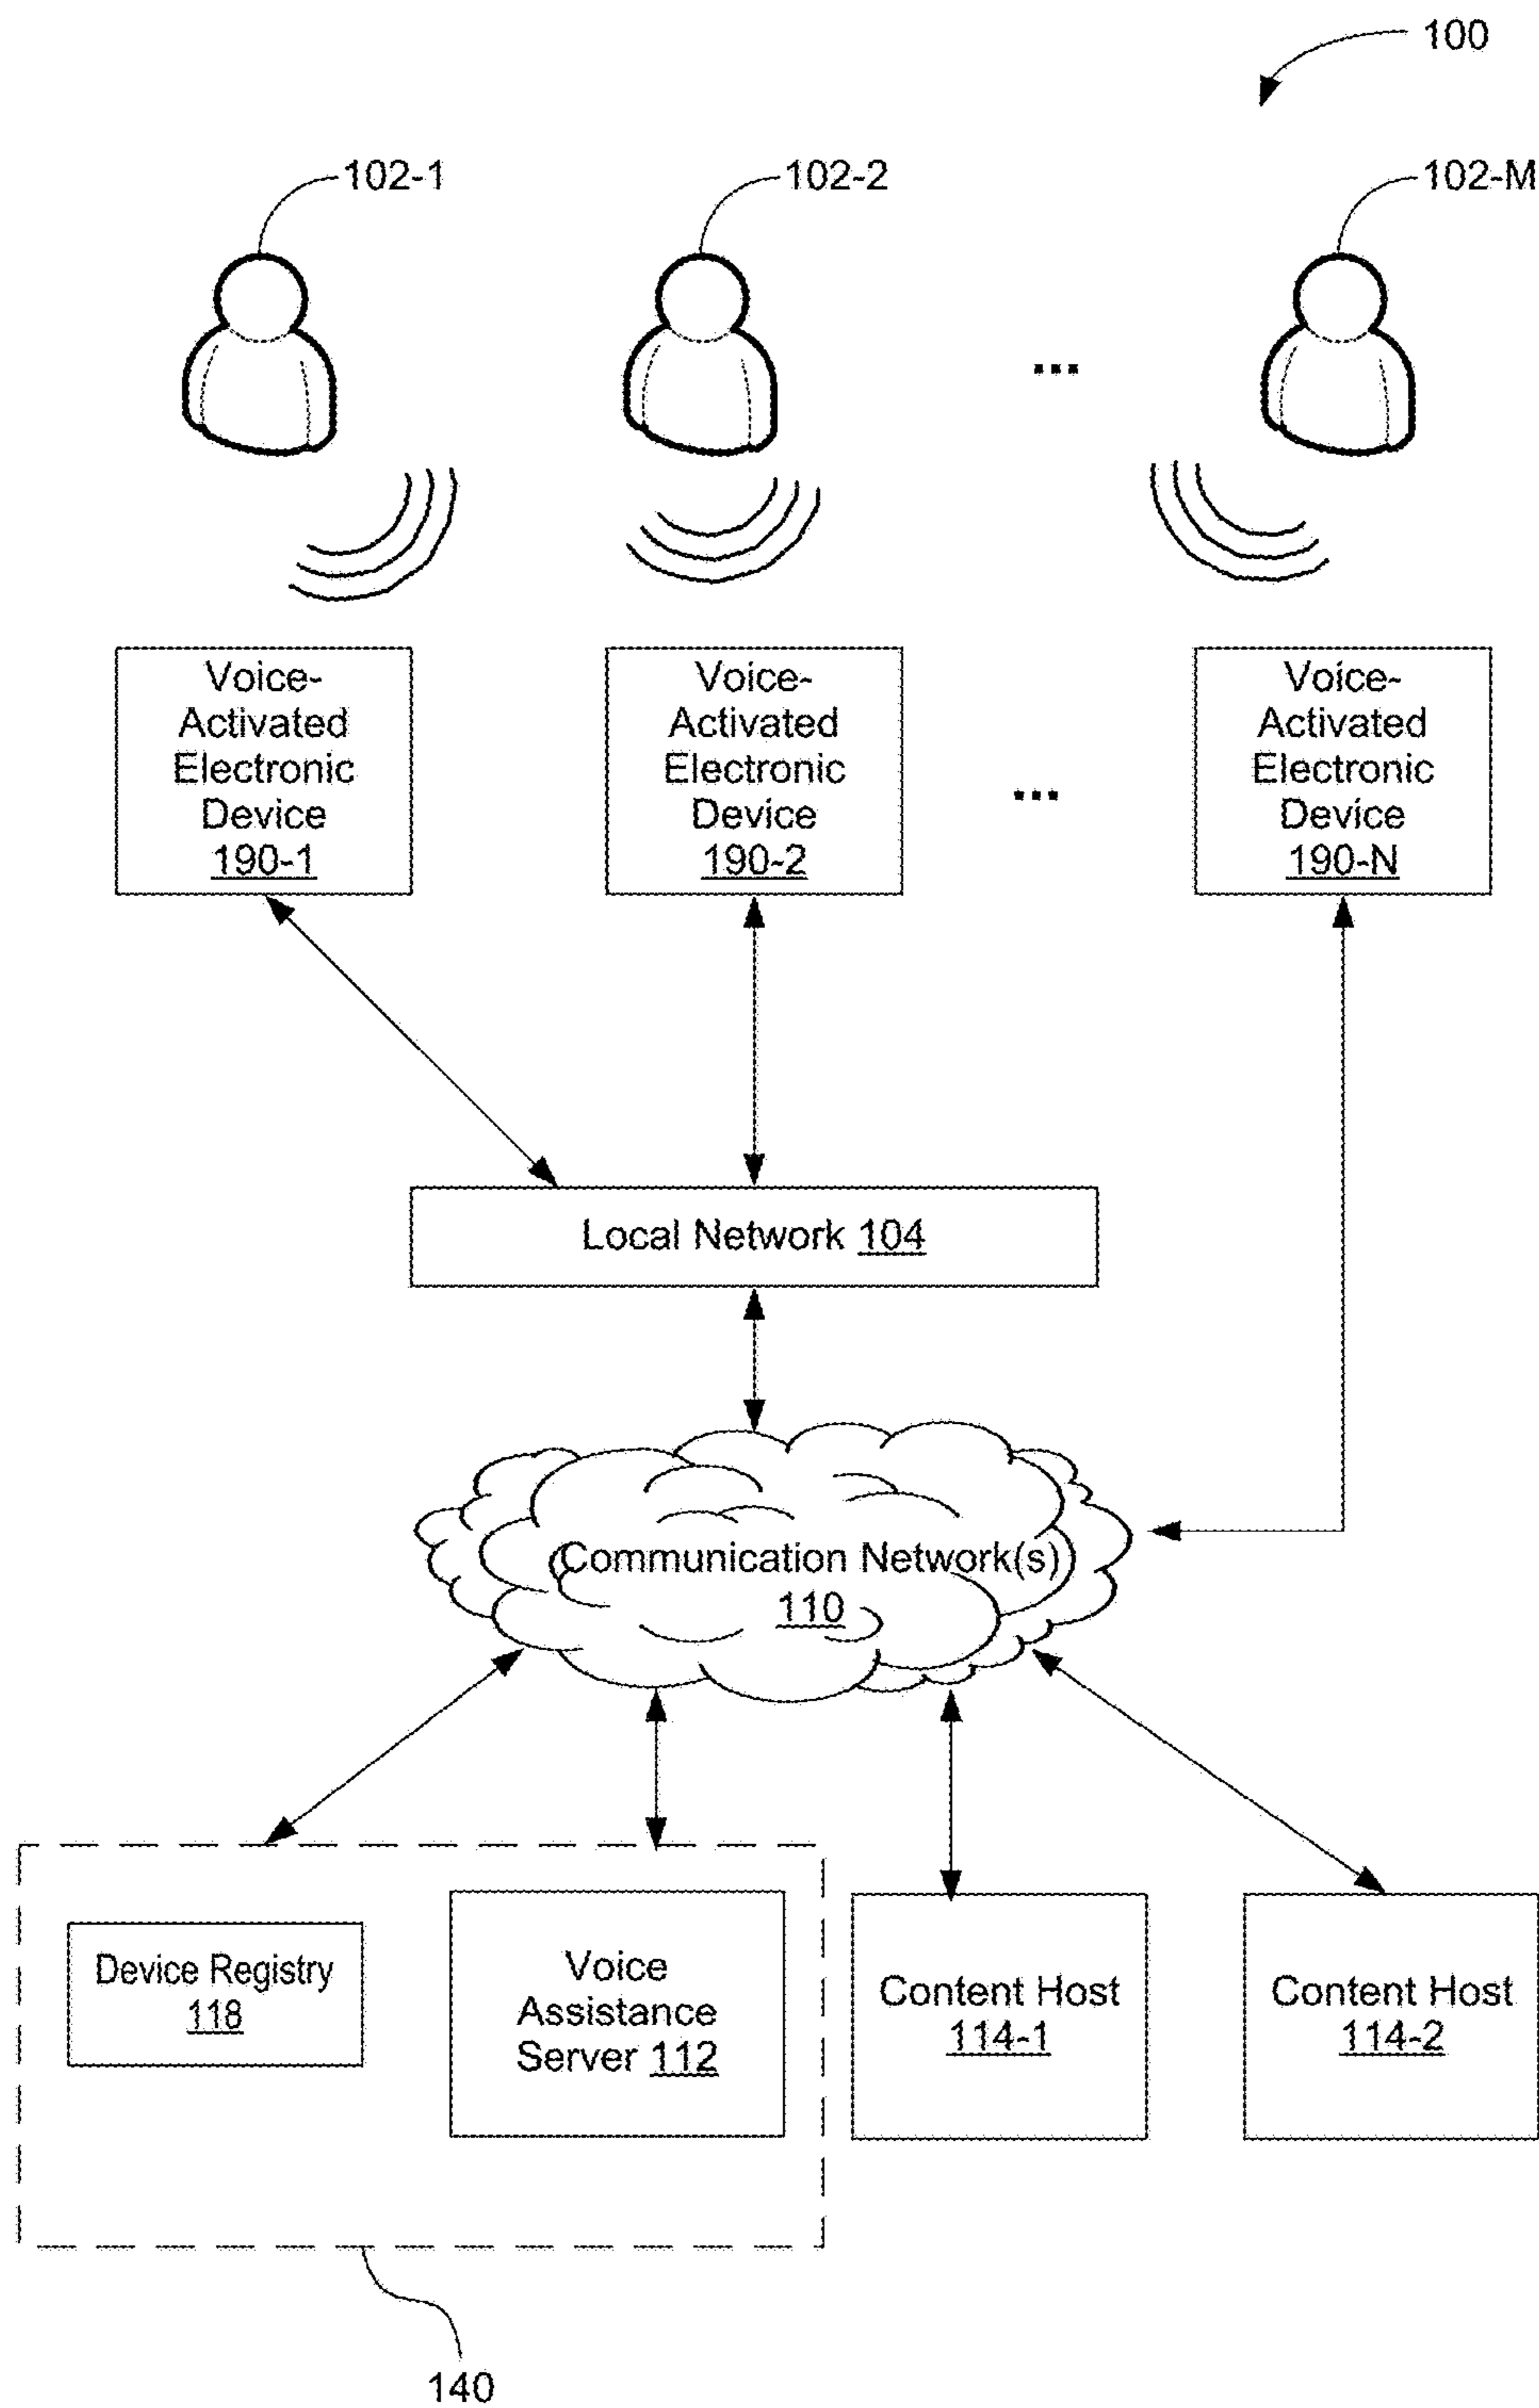 100
102-1
102-2
102-M
...
Voice-
Activated
Electronic
Device
190-1
Voice-
Activated
Electronic
Device
190-2
...
Voice-
Activated
Electronic
Device
190-N
Local Network 104
Communication Network(s)
110
Device Registry
118
Voice
Assistance
Server 112
Content Host
114-1
Content Host
114-2
140